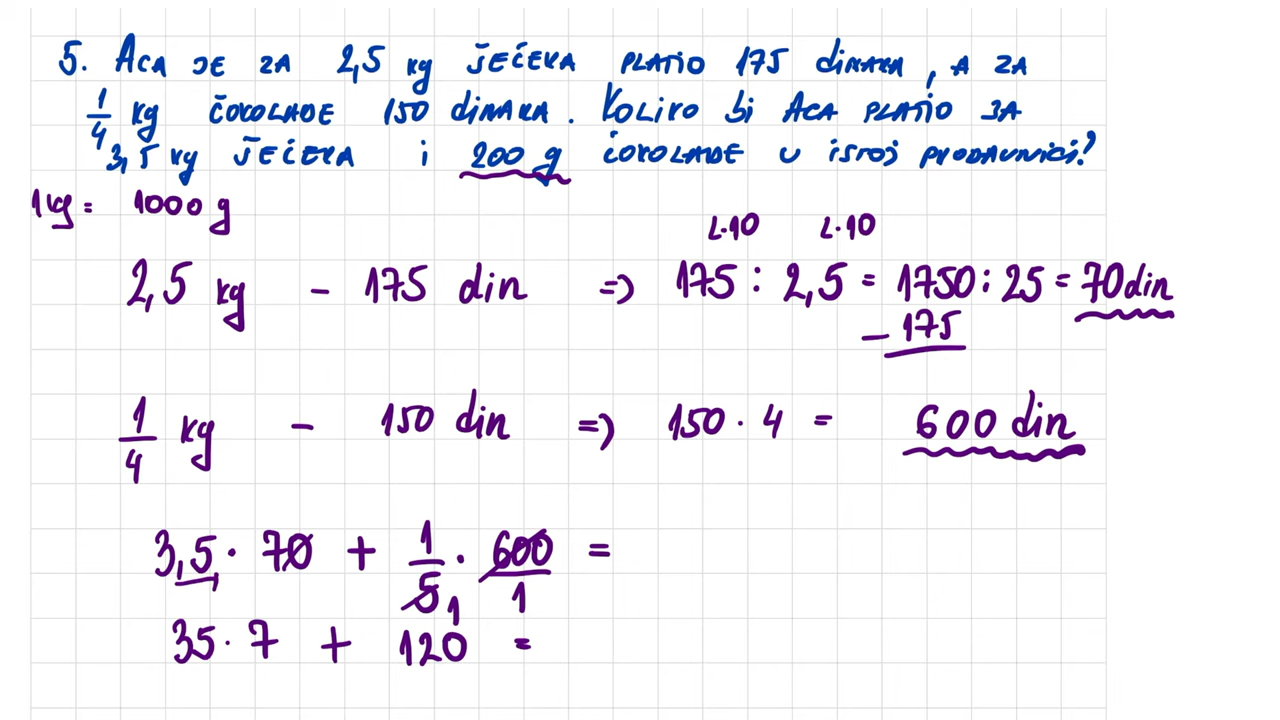 5. ACA JE ZA 2,5 kg ŠEĆERA PLATIO 175 DINARA, A ZA
1/4 kg ČOKOLADE 150 DINARA. KOLIKO BI ACA PLATIO ZA
3,5 kg ŠEĆERA i 200 g ČOKOLADE U ISTOJ PRODAVNICI?
1kg = 1000 g
/·10 /·10
2,5 kg - 175 din => 175 : 2,5 = 1750 : 25 = 70 din
- 175
1/4 kg - 150 din => 150 · 4 = 600 din
3,5 · 70 + 1/5 · 600/1 =
1
35 · 7 + 120 =